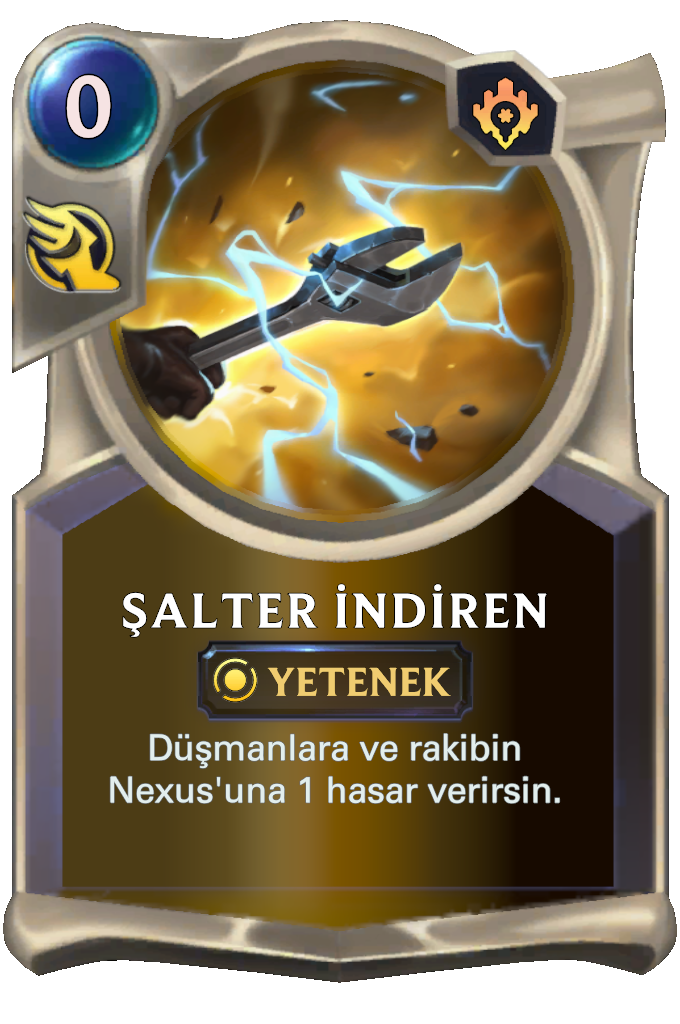 0
ŞALTER İNDİREN
YETENEK
Düşmanlara ve rakibin
Nexus'una 1 hasar verirsin.